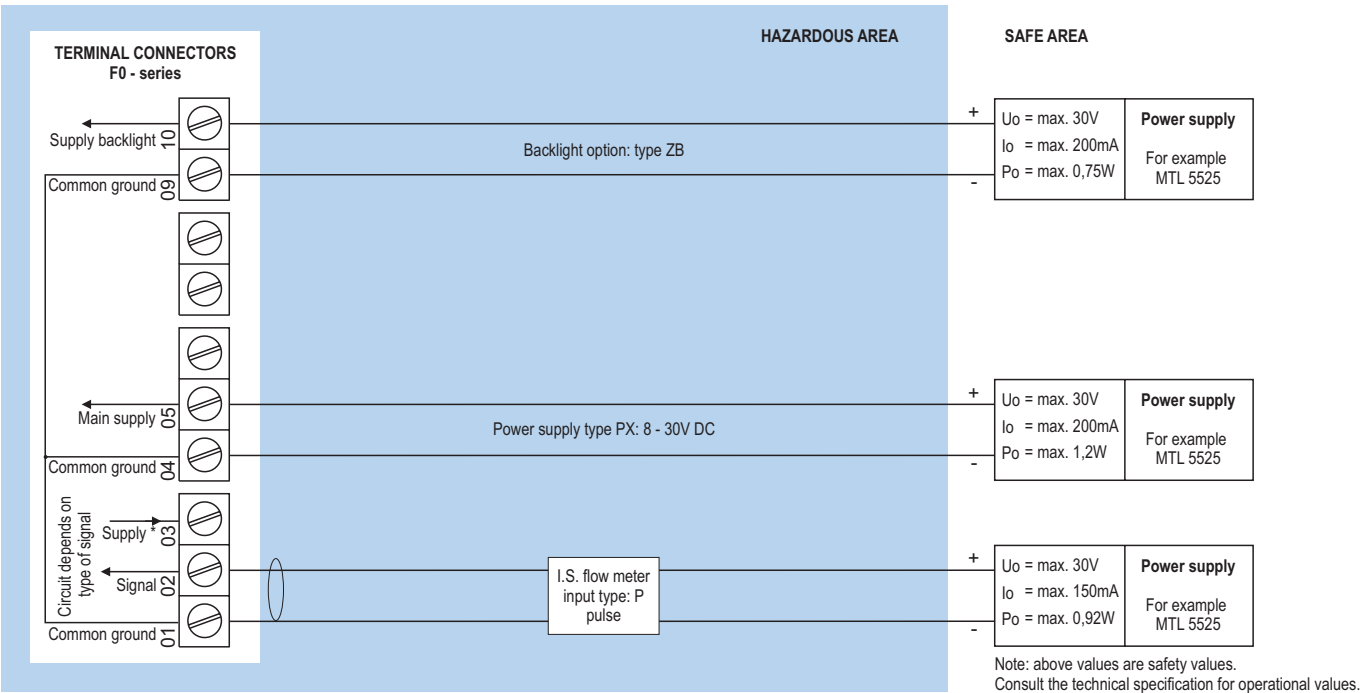 HAZARDOUS AREA
SAFE AREA
TERMINAL CONNECTORS
F0 - series
Supply backlight
10
Common ground
09
Backlight option: type ZB
+
-
Uo = max. 30V
Io = max. 200mA
Po = max. 0,75W
Power supply
For example
MTL 5525
Main supply
05
Common ground
04
Power supply type PX: 8 - 30V DC
+
-
Uo = max. 30V
Io = max. 200mA
Po = max. 1,2W
Power supply
For example
MTL 5525
Circuit depends on
type of signal
Supply *
03
Signal
02
Common ground
01
I.S. flow meter
input type: P
pulse
+
-
Uo = max. 30V
Io = max. 150mA
Po = max. 0,92W
Power supply
For example
MTL 5525
Note: above values are safety values.
Consult the technical specification for operational values.